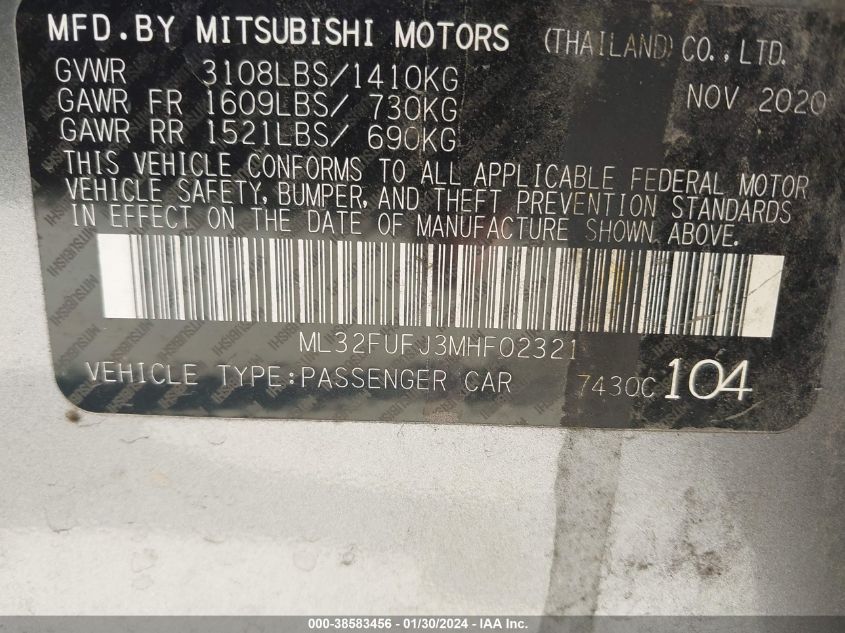 MFD.BY MITSUBISHI MOTORS (THAILAND) CO., LTD.
GVWR 3108LBS/1410KG
NOV 2020
GAWR FR 1609LBS/ 730KG
GAWR RR 1521LBS/ 690KG
THIS VEHICLE CONFORMS TO ALL APPLICABLE FEDERAL MOTOR
VEHICLE SAFETY, BUMPER, AND THEFT PREVENTION STANDARDS
IN EFFECT ON THE DATE OF MANUFACTURE SHOWN ABOVE.
ML32FUFJ3MHF02321
VEHICLE TYPE:PASSENGER CAR 7430C 104
000-38583456 - 01/30/2024 - IAA Inc.